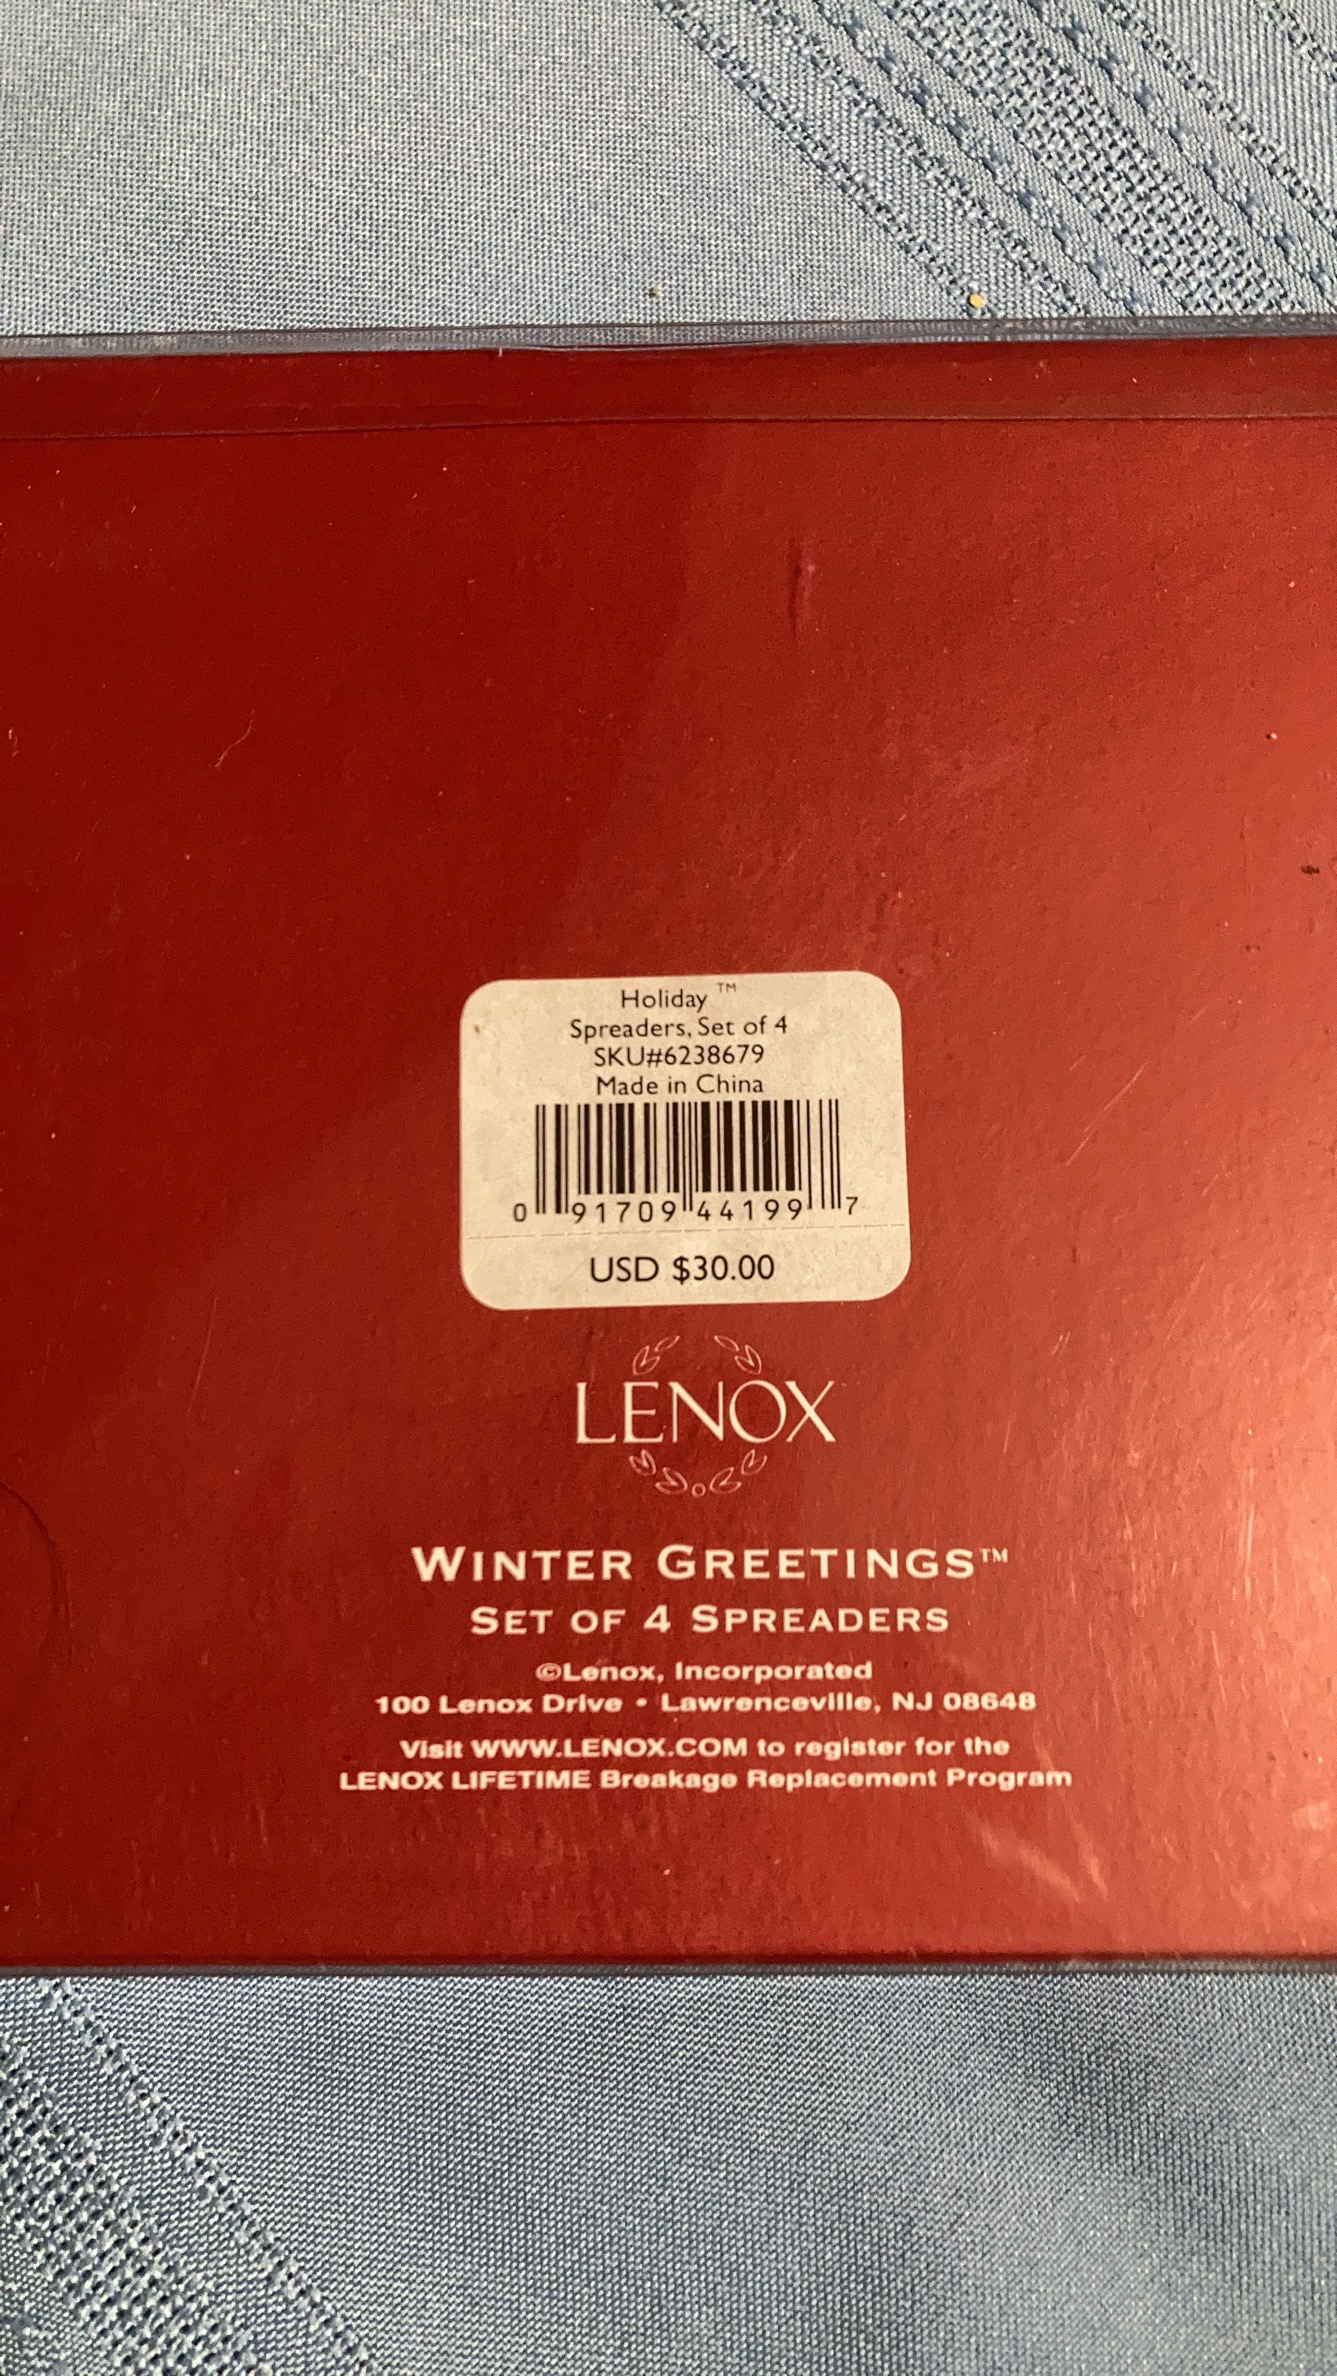 Holiday ™
Spreaders, Set of 4
SKU#6238679
Made in China
0 91709 44199 7
USD $30.00
LENOX
WINTER GREETINGS™
SET OF 4 SPREADERS
©Lenox, Incorporated
100 Lenox Drive • Lawrenceville, NJ 08648
Visit WWW.LENOX.COM to register for the
LENOX LIFETIME Breakage Replacement Program